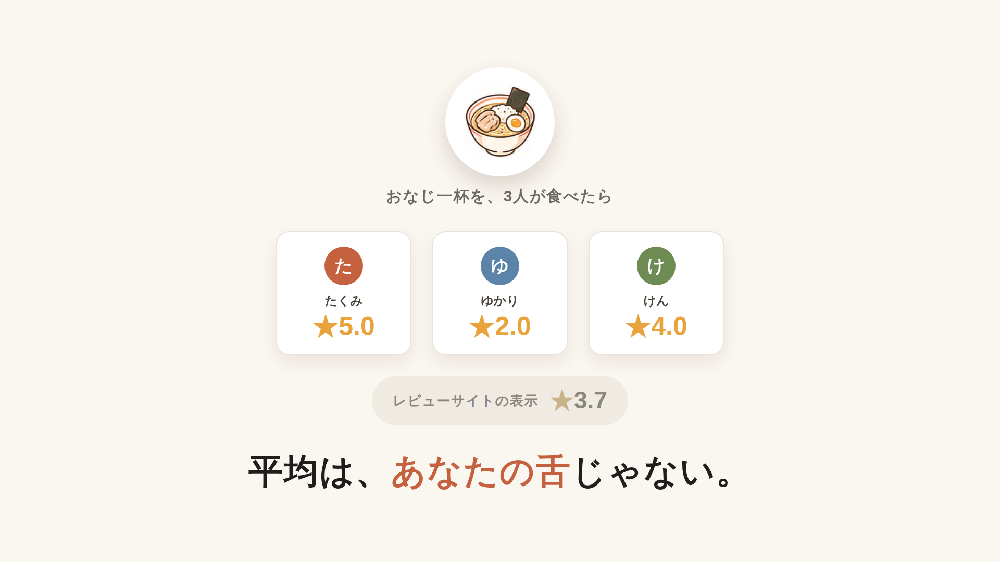 おなじ一杯を、3人が食べたら
た
ゆ
け
たくみ
ゆかり
けん
★5.0
★2.0
★4.0
レビューサイトの表示 ★3.7
平均は、あなたの舌じゃない。